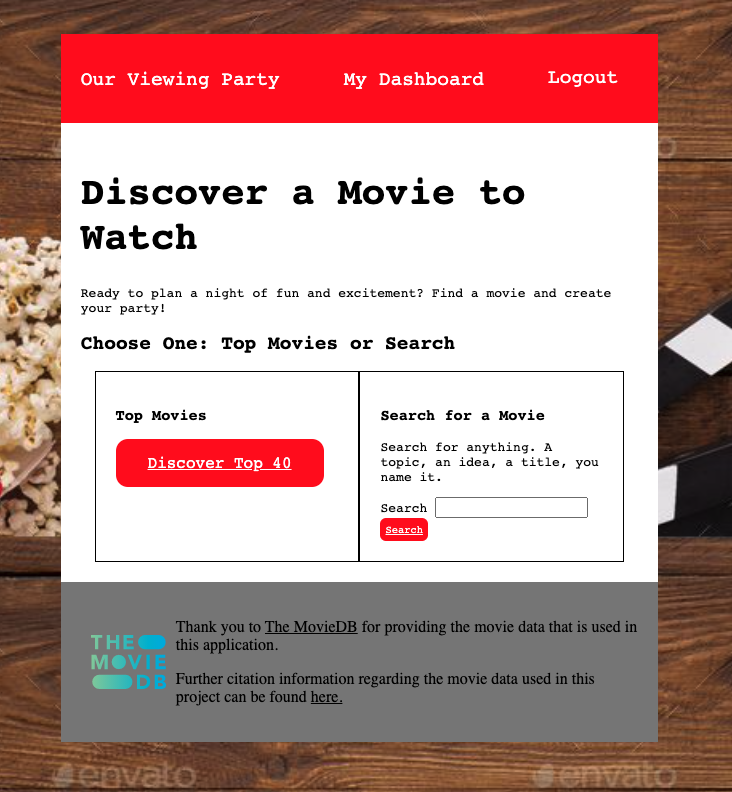 Our Viewing Party My Dashboard Logout
Discover a Movie to
Watch
Ready to plan a night of fun and excitement? Find a movie and create
your party!
Choose One: Top Movies or Search
Top Movies
Discover Top 40
Search for a Movie
Search for anything. A
topic, an idea, a title, you
name it.
Search
Search
THE
MOVIE
DB
Thank you to The MovieDB for providing the movie data that is used in
this application.
Further citation information regarding the movie data used in this
project can be found here.
envato
envato